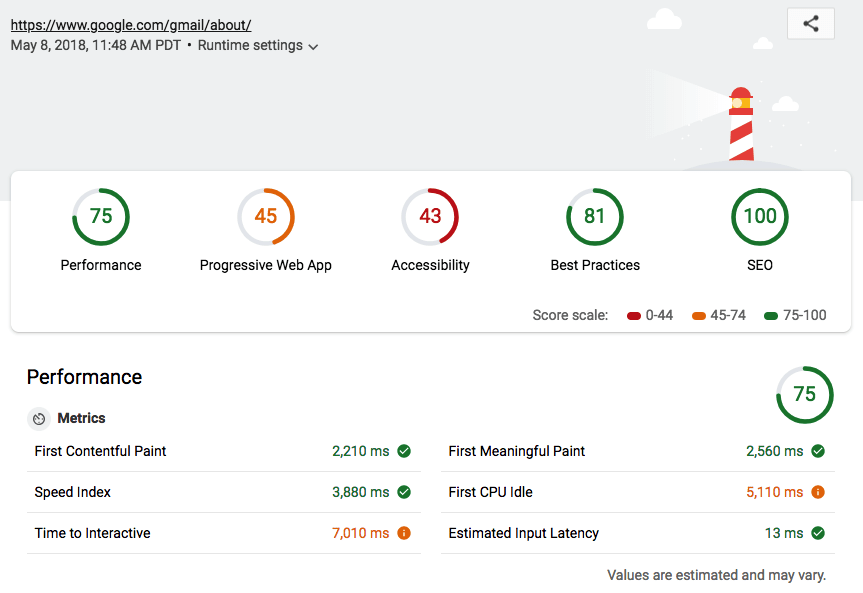 https://www.google.com/gmail/about/
May 8, 2018, 11:48 AM PDT • Runtime settings
75 45 43 81 100
Performance Progressive Web App Accessibility Best Practices SEO
Score scale: 0-44 45-74 75-100
Performance
75
Metrics
First Contentful Paint 2,210 ms First Meaningful Paint 2,560 ms
Speed Index 3,880 ms First CPU Idle 5,110 ms
Time to Interactive 7,010 ms Estimated Input Latency 13 ms
Values are estimated and may vary.